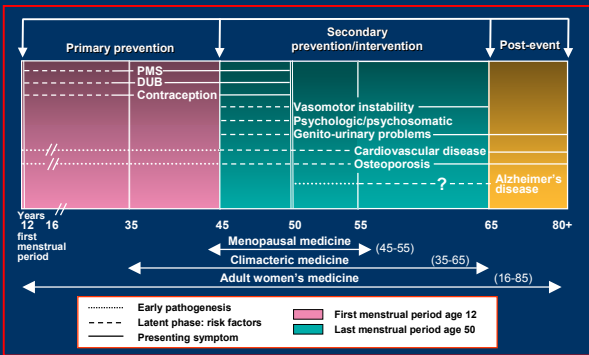 Primary prevention
Secondary
prevention/intervention
Post-event
PMS
DUB
Contraception
Vasomotor instability
Psychologic/psychosomatic
Genito-urinary problems
Cardiovascular disease
Osteoporosis
?
Alzheimer's
disease
Years
12 16 35 45 50 55 65 80+
first
menstrual
period
Menopausal medicine (45-55)
Climacteric medicine (35-65)
Adult women's medicine (16-85)
Early pathogenesis
Latent phase: risk factors
Presenting symptom
First menstrual period age 12
Last menstrual period age 50